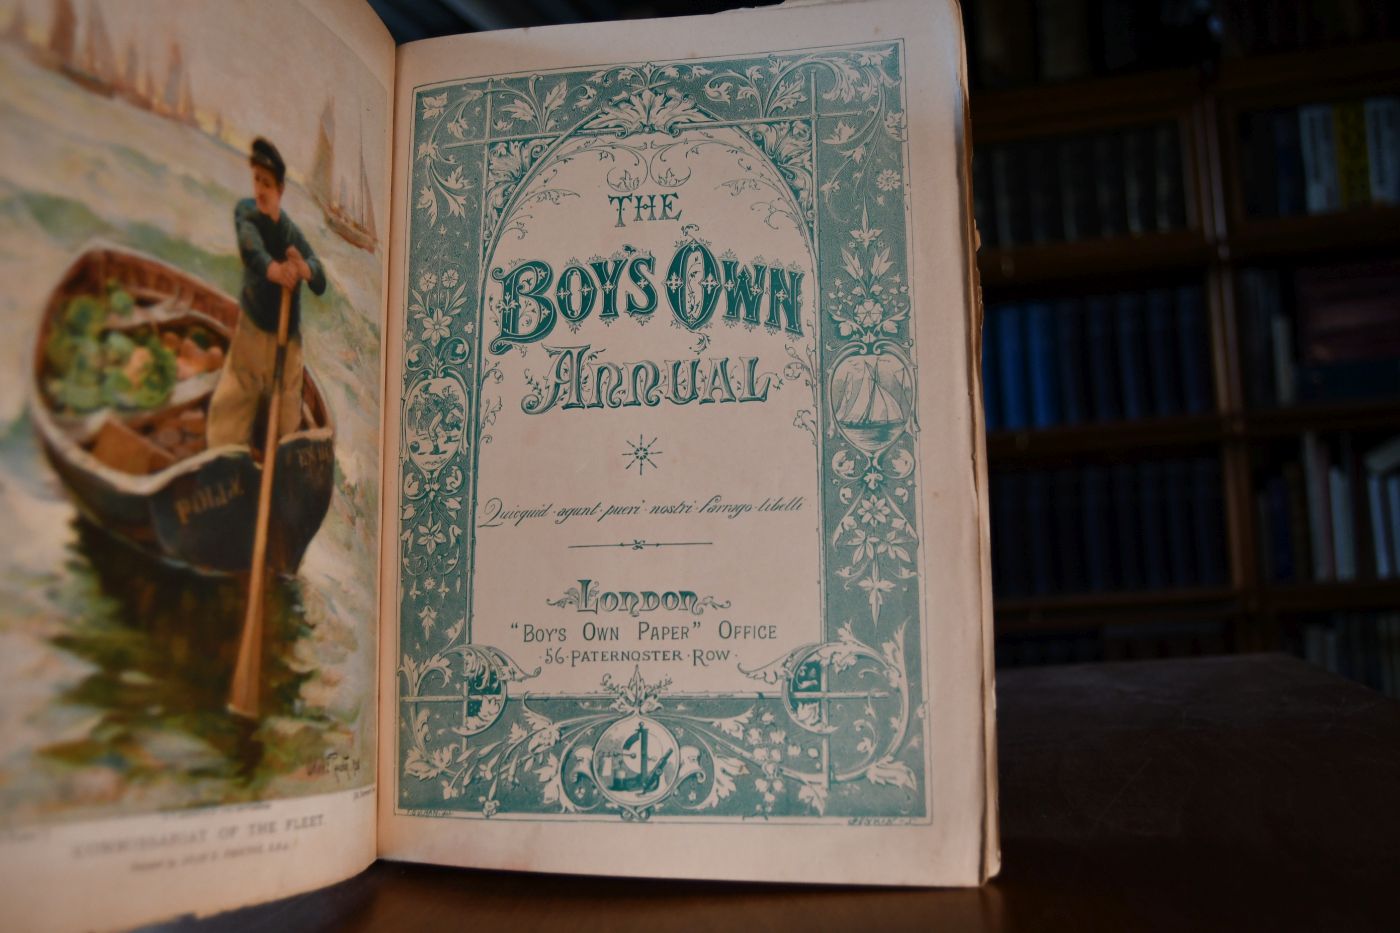 POLLY
COMMISSARIAT OF THE FLEET.
THE
BOY'S OWN
ANNUAL
Quicquid · agunt · pueri · nostri · farrago · libelli
LONDON
"BOY'S OWN PAPER" OFFICE
·56·PATERNOSTER·ROW·